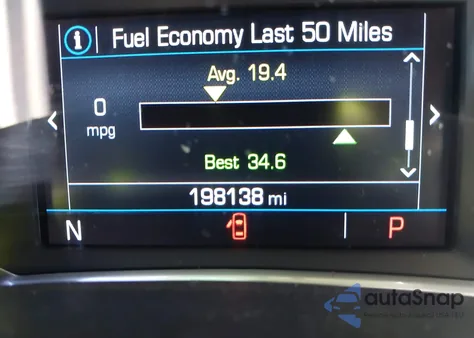 i Fuel Economy Last 50 Miles
Avg. 19.4
0
mpg
Best 34.6
198138 mi
N P
autoSnap